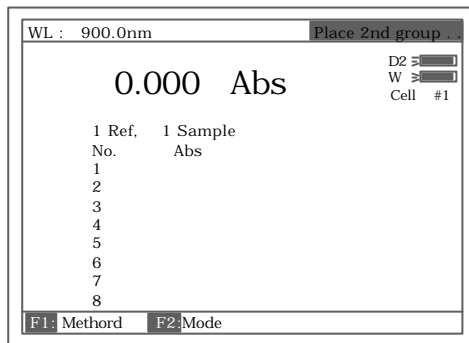 WL : 900.0nm Place 2nd group . .
D2
0.000 Abs
W
Cell #1
1 Ref, 1 Sample
No. Abs
1
2
3
4
5
6
7
8
F1: Methord F2:Mode